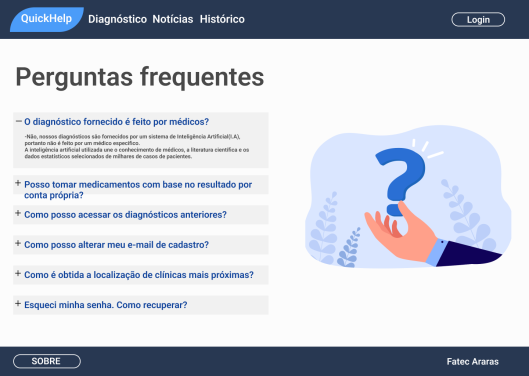 QuickHelp Diagnóstico Notícias Histórico Login
Perguntas frequentes
— O diagnóstico fornecido é feito por médicos?
-Não, nossos diagnósticos são fornecidos por um sistema de Inteligência Artificial(I.A),
portanto não é feito por um médico específico.
A inteligência artificial utilizada une o conhecimento de médicos, a literatura científica e os
dados estatísticos selecionados de milhares de casos de pacientes.
+ Posso tomar medicamentos com base no resultado por
conta própria?
+ Como posso acessar os diagnósticos anteriores?
+ Como posso alterar meu e-mail de cadastro?
+ Como é obtida a localização de clínicas mais próximas?
+ Esqueci minha senha. Como recuperar?
SOBRE Fatec Araras